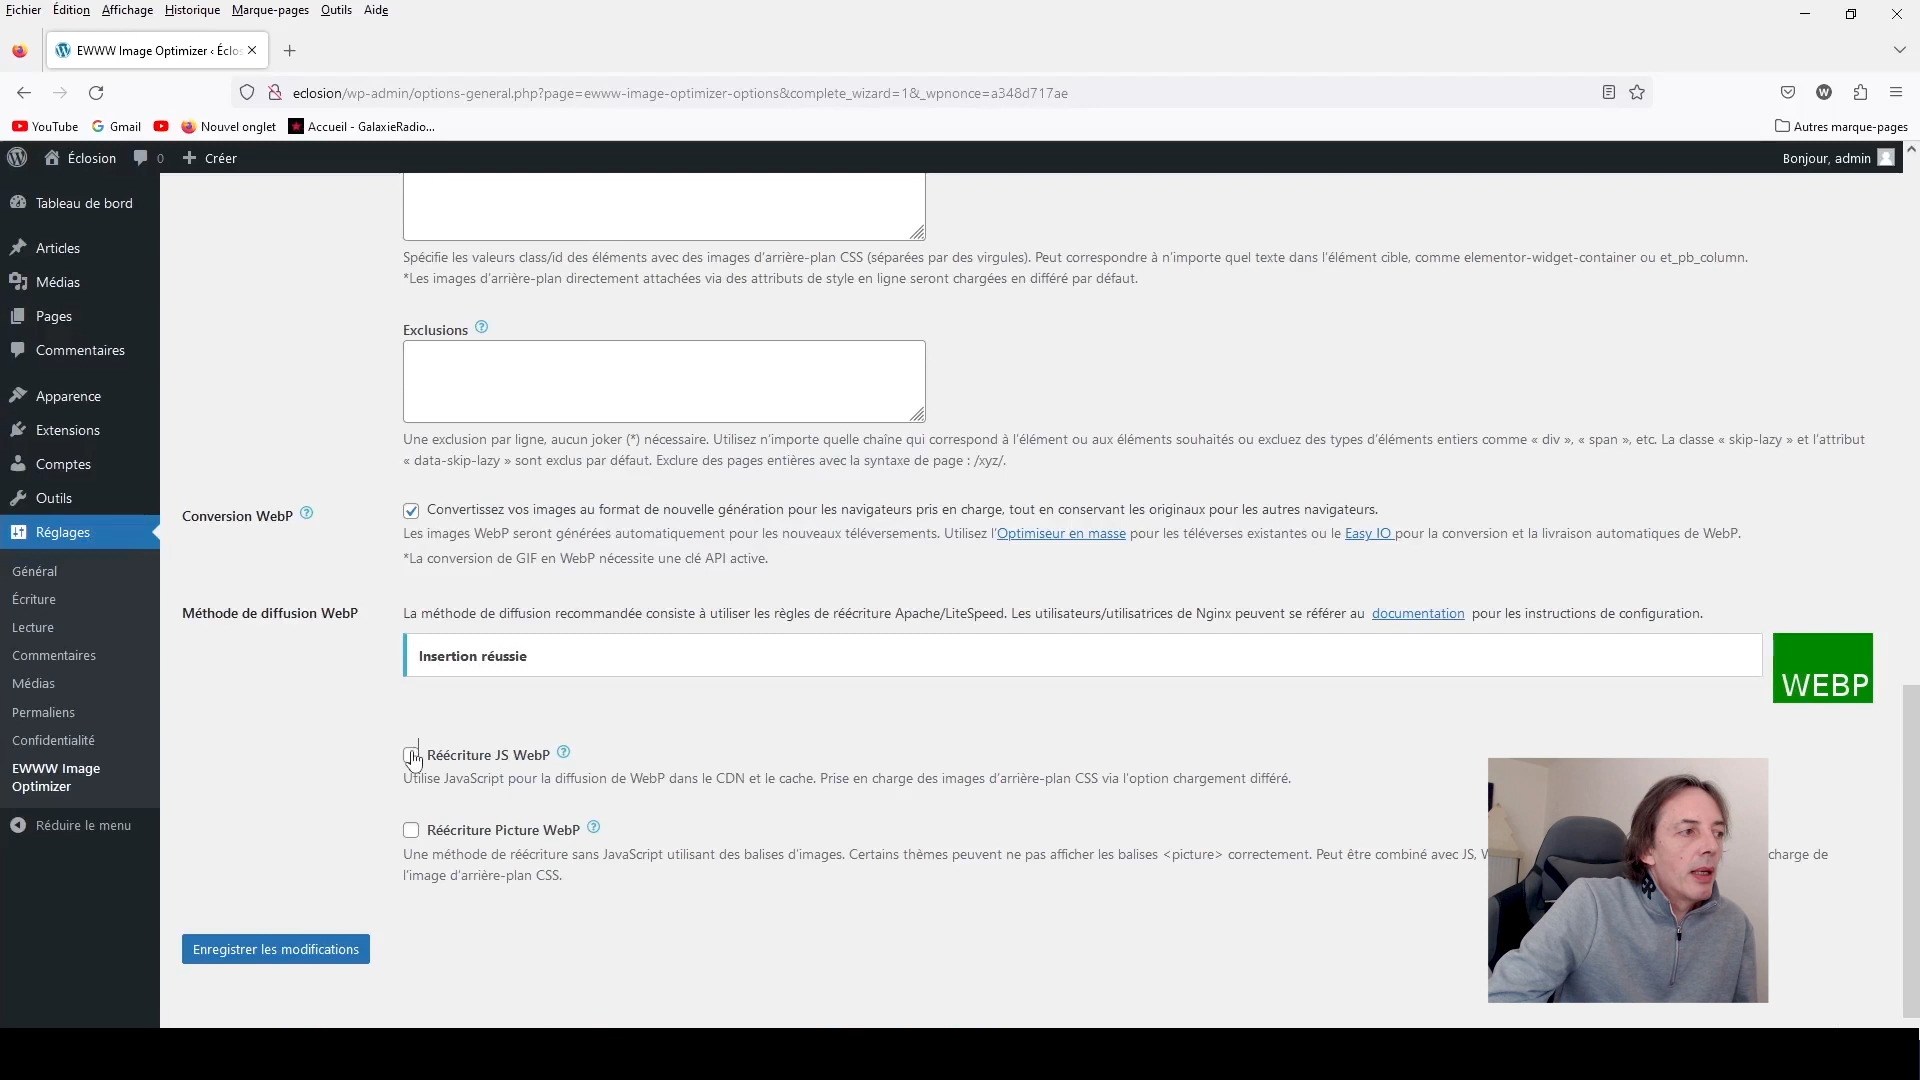 Fichier Édition Affichage Historique Marque-pages Outils Aide
EWWW Image Optimizer ‹ Éclos
eclosion/wp-admin/options-general.php?page=ewww-image-optimizer-options&complete_wizard=1&_wpnonce=a348d717ae
YouTube Gmail Nouvel onglet Accueil - GalaxieRadio... Autres marque-pages
Éclosion 0 Créer Bonjour, admin
Tableau de bord
Articles
Médias
Pages
Commentaires
Apparence
Extensions
Comptes
Outils
Réglages
Général
Écriture
Lecture
Commentaires
Médias
Permaliens
Confidentialité
EWWW Image
Optimizer
Réduire le menu
Spécifie les valeurs class/id des éléments avec des images d’arrière-plan CSS (séparées par des virgules). Peut correspondre à n’importe quel texte dans l’élément cible, comme elementor-widget-container ou et_pb_column.
*Les images d’arrière-plan directement attachées via des attributs de style en ligne seront chargées en différé par défaut.
Exclusions
Une exclusion par ligne, aucun joker (*) nécessaire. Utilisez n’importe quelle chaîne qui correspond à l’élément ou aux éléments souhaités ou excluez des types d’éléments entiers comme « div », « span », etc. La classe « skip-lazy » et l’attribut
« data-skip-lazy » sont exclus par défaut. Exclure des pages entières avec la syntaxe de page : /xyz/.
Conversion WebP
Convertissez vos images au format de nouvelle génération pour les navigateurs pris en charge, tout en conservant les originaux pour les autres navigateurs.
Les images WebP seront générées automatiquement pour les nouveaux téléversements. Utilisez l’Optimiseur en masse pour les téléverses existantes ou le Easy IO pour la conversion et la livraison automatiques de WebP.
*La conversion de GIF en WebP nécessite une clé API active.
Méthode de diffusion WebP
La méthode de diffusion recommandée consiste à utiliser les règles de réécriture Apache/LiteSpeed. Les utilisateurs/utilisatrices de Nginx peuvent se référer au documentation pour les instructions de configuration.
Insertion réussie
WEBP
Réécriture JS WebP
Utilise JavaScript pour la diffusion de WebP dans le CDN et le cache. Prise en charge des images d’arrière-plan CSS via l’option chargement différé.
Réécriture Picture WebP
Une méthode de réécriture sans JavaScript utilisant des balises d’images. Certains thèmes peuvent ne pas afficher les balises <picture> correctement. Peut être combiné avec JS, charge de
l’image d’arrière-plan CSS.
Enregistrer les modifications